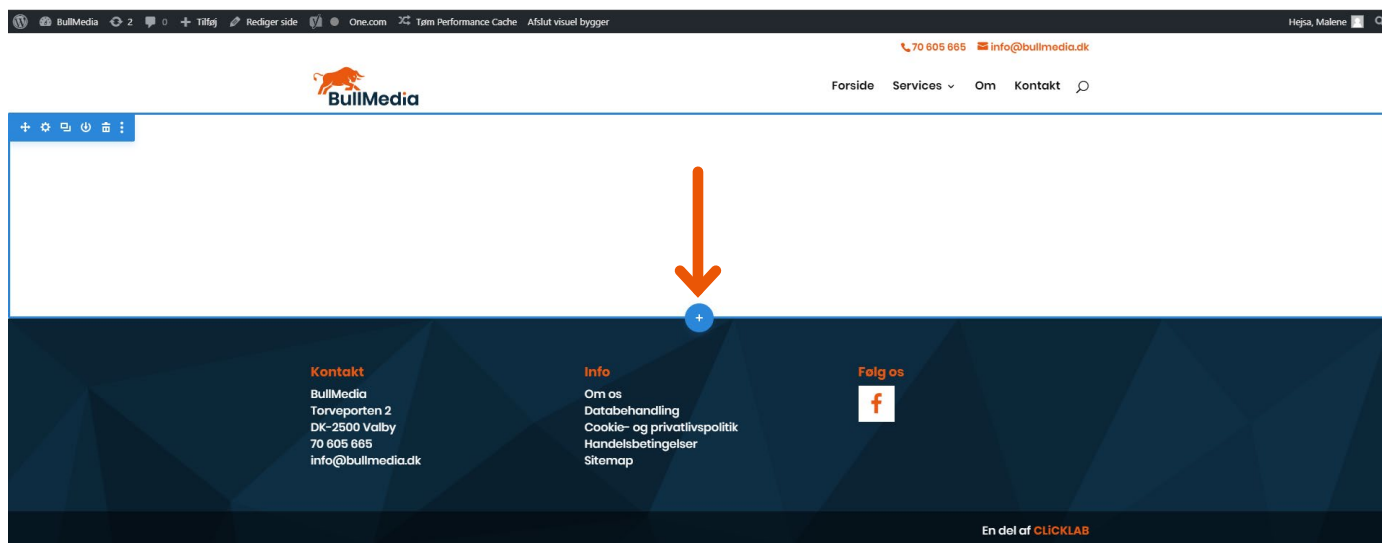 BullMedia 2 0 Tilføj Rediger side One.com Tøm Performance Cache Afslut visuel bygger Hejsa, Malene
70 605 665 info@bullmedia.dk
BullMedia
Forside Services Om Kontakt
Kontakt
BullMedia
Torveporten 2
DK-2500 Valby
70 605 665
info@bullmedia.dk
Info
Om os
Databehandling
Cookie- og privatlivspolitik
Handelsbetingelser
Sitemap
Følg os
f
En del af CLiCKLAB